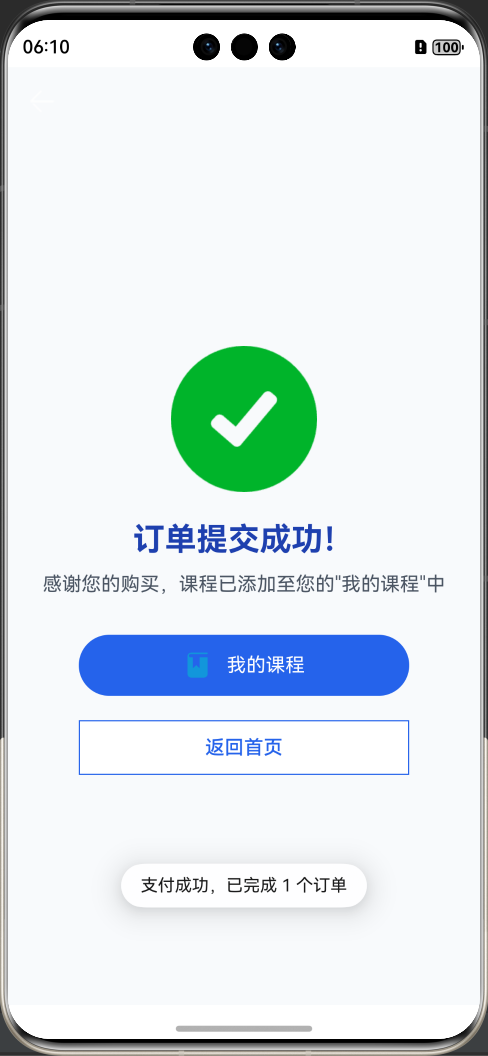 06:10
100
订单提交成功！
感谢您的购买，课程已添加至您的"我的课程"中
我的课程
返回首页
支付成功，已完成 1 个订单